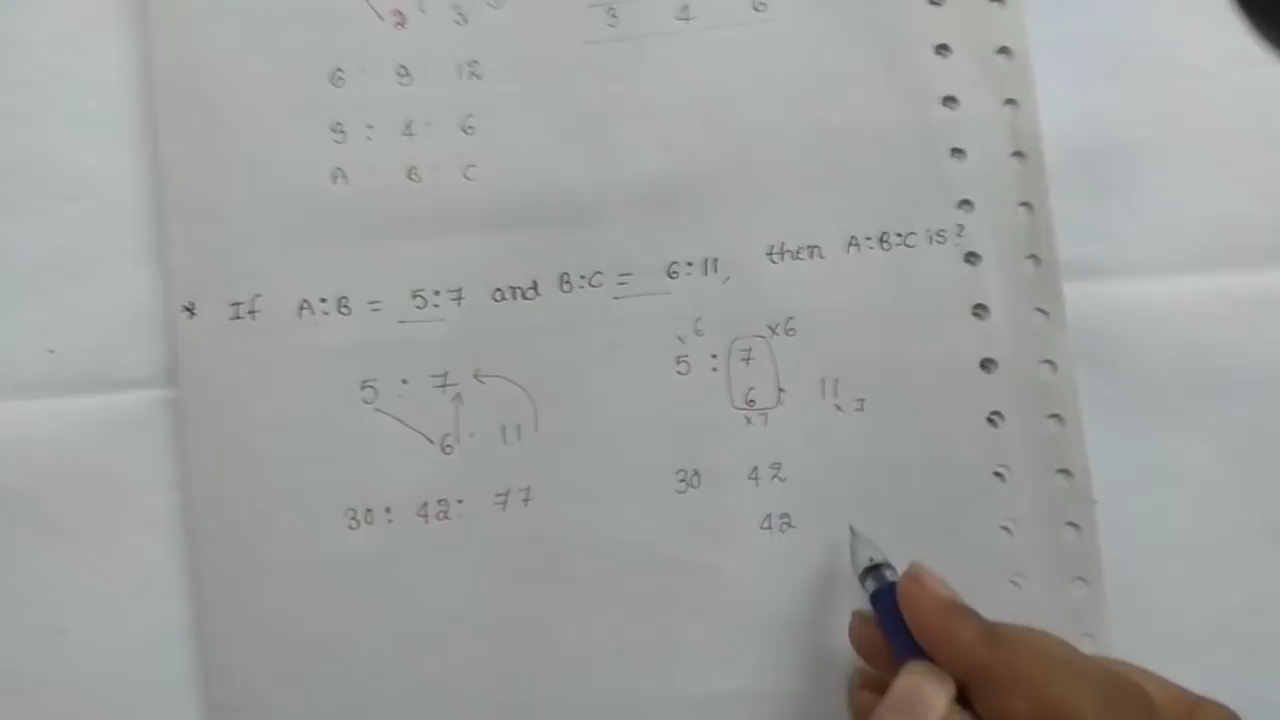 2 3
3 4 6
6 9 12
9 : 4 : 6
A B C
* If A:B = 5:7 and B:C = 6:11, then A:B:C is?
5 : 7
6 : 11
30 : 42 : 77
×6 ×6
5 : 7
6 : 11
×7 ×7
30 42
42